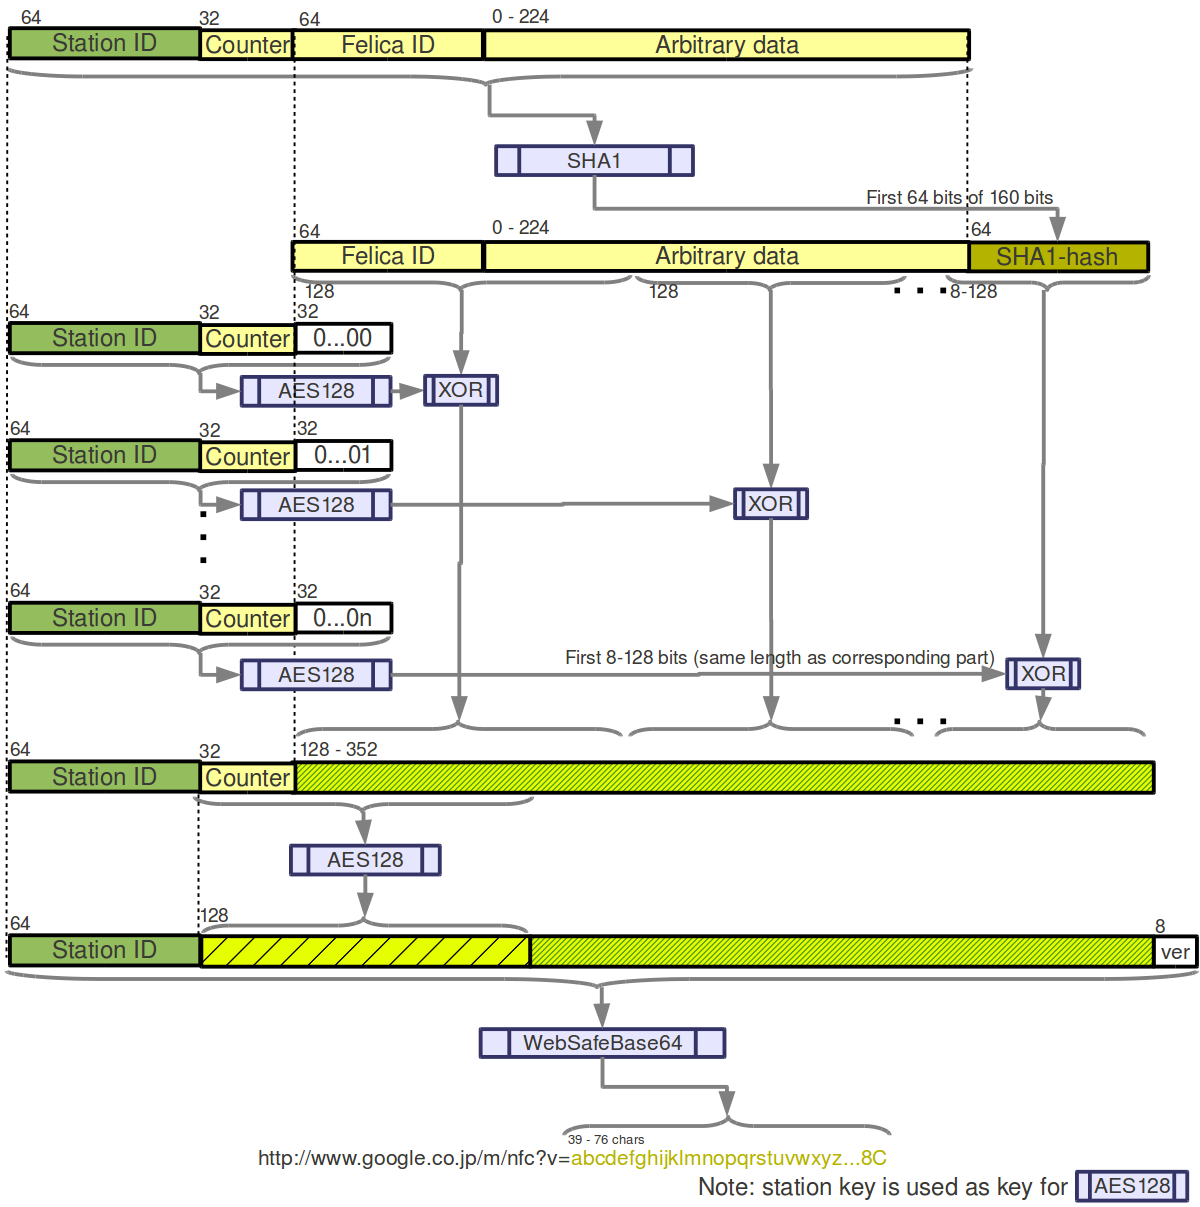 64 32 64 0 - 224
Station ID Counter Felica ID Arbitrary data
SHA1
First 64 bits of 160 bits
64 0 - 224 64
Felica ID Arbitrary data SHA1-hash
128 128 8-128
64 32 32
Station ID Counter 0...00
AES128 XOR
64 32 32
Station ID Counter 0...01
AES128 XOR
64 32 32
Station ID Counter 0...0n
First 8-128 bits (same length as corresponding part)
AES128 XOR
64 32 128 - 352
Station ID Counter
AES128
64 128 8
Station ID ver
WebSafeBase64
39 - 76 chars
http://www.google.co.jp/m/nfc?v=abcdefghijklmnopqrstuvwxyz...8C
Note: station key is used as key for AES128